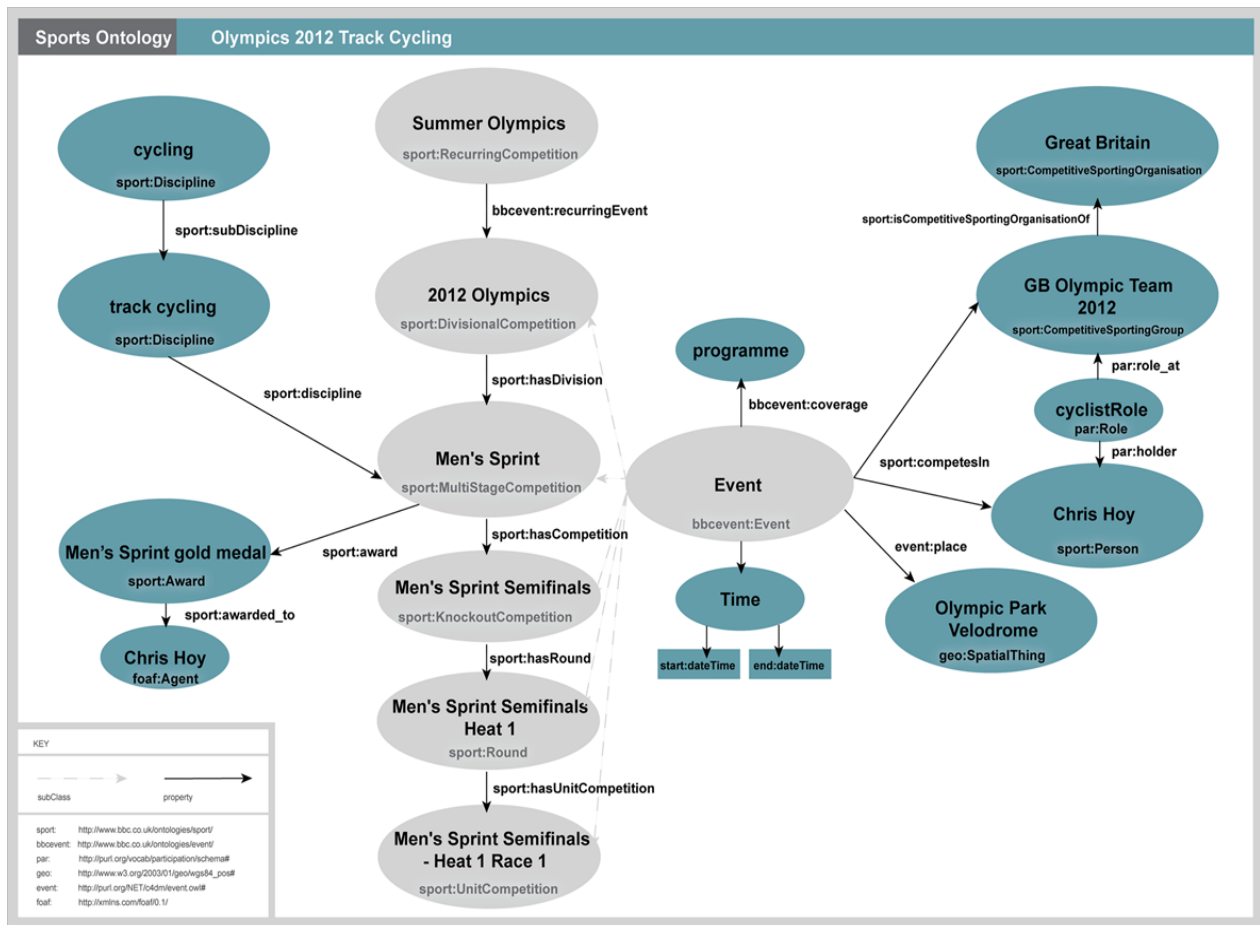 Sports Ontology
Olympics 2012 Track Cycling
cycling
sport:Discipline
sport:subDiscipline
track cycling
sport:Discipline
sport:discipline
Men's Sprint gold medal
sport:Award
sport:awarded_to
Chris Hoy
foaf:Agent
Summer Olympics
sport:RecurringCompetition
bbcevent:recurringEvent
2012 Olympics
sport:DivisionalCompetition
sport:hasDivision
Men's Sprint
sport:MultiStageCompetition
sport:award
sport:hasCompetition
Men's Sprint Semifinals
sport:KnockoutCompetition
sport:hasRound
Men's Sprint Semifinals
Heat 1
sport:Round
sport:hasUnitCompetition
Men's Sprint Semifinals
- Heat 1 Race 1
sport:UnitCompetition
programme
bbcevent:coverage
Event
bbcevent:Event
Time
start:dateTime
end:dateTime
Great Britain
sport:CompetitiveSportingOrganisation
sport:isCompetitiveSportingOrganisationOf
GB Olympic Team
2012
sport:CompetitiveSportingGroup
par:role_at
cyclistRole
par:Role
par:holder
sport:competesIn
Chris Hoy
sport:Person
event:place
Olympic Park
Velodrome
geo:SpatialThing
KEY
subClass
property
sport: http://www.bbc.co.uk/ontologies/sport/
bbcevent: http://www.bbc.co.uk/ontologies/event/
par: http://purl.org/vocab/participation/schema#
geo: http://www.w3.org/2003/01/geo/wgs84_pos#
event: http://purl.org/NET/c4dm/event.owl#
foaf: http://xmlns.com/foaf/0.1/